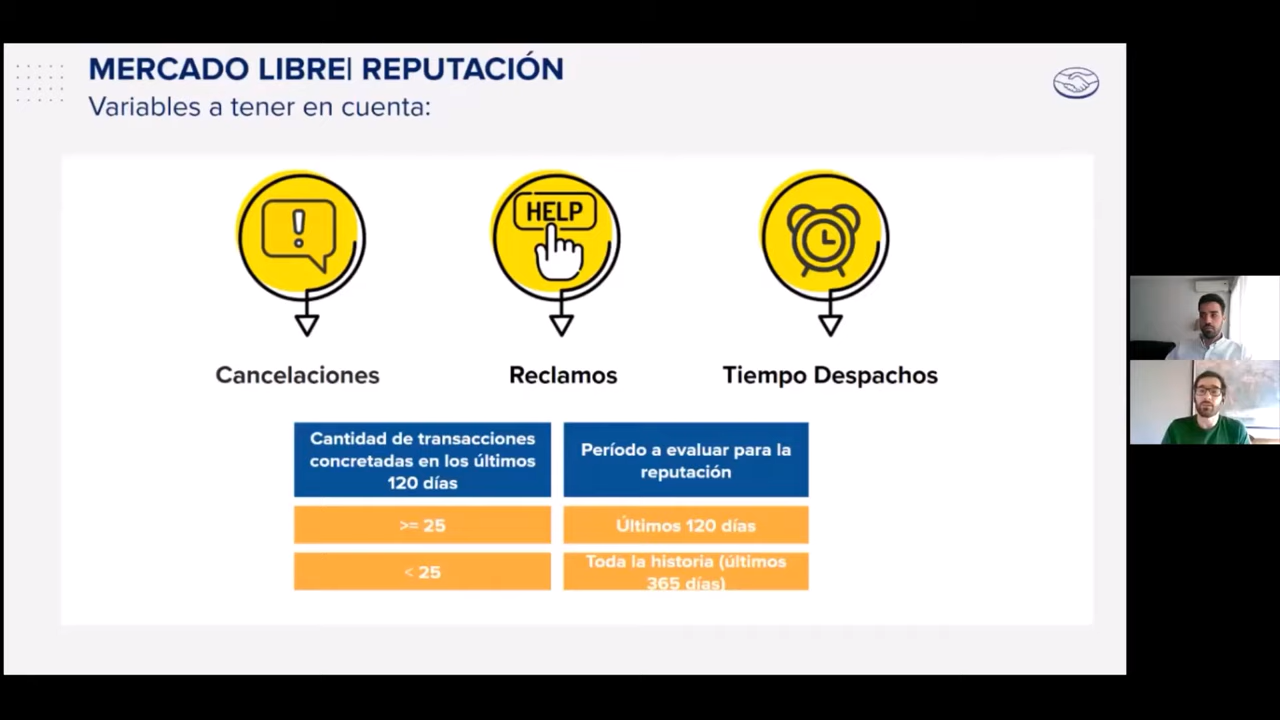 MERCADO LIBRE| REPUTACIÓN
Variables a tener en cuenta:
HELP
Cancelaciones
Reclamos
Tiempo Despachos
Cantidad de transacciones
concretadas en los últimos
120 días
Período a evaluar para la
reputación
>= 25
Últimos 120 días
< 25
Toda la historia (últimos
365 días)